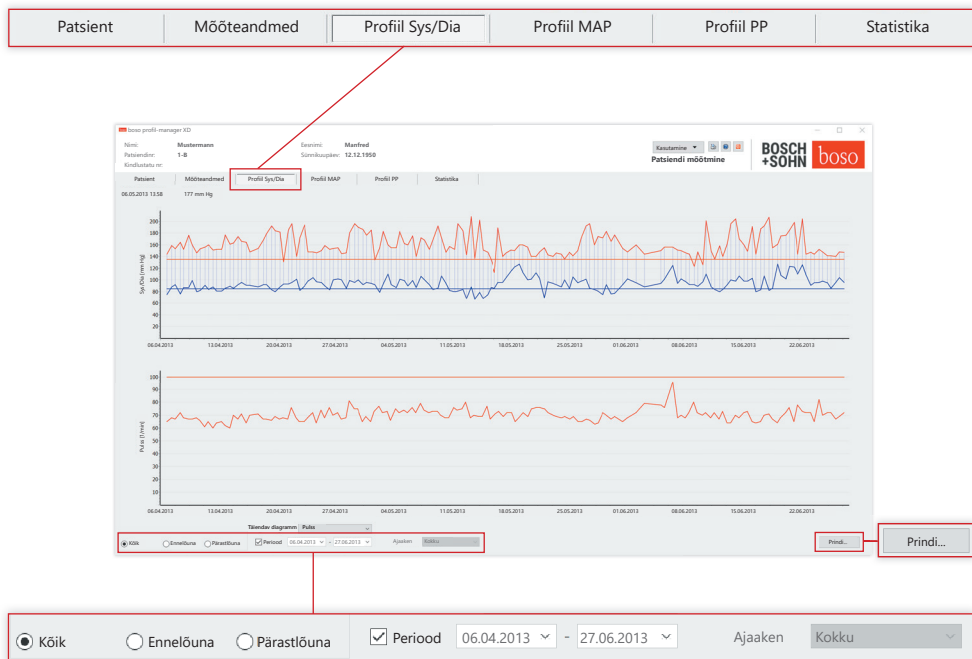 Patsient Mõõteandmed Profiil Sys/Dia Profiil MAP Profiil PP Statistika
boso profil-manager XD
Nimi: Mustermann Eesnimi: Manfred
Patsiendinr: 1-B Sünnikuupäev: 12.12.1950
Kindlustatu nr:
Kasutamine
Patsiendi mõõtmine
BOSCH
+SOHN
boso
Patsient Mõõteandmed Profiil Sys/Dia Profiil MAP Profiil PP Statistika
06.05.2013 13:58 177 mm Hg
Sys/Dia [mm Hg]
200
180
160
140
120
100
80
60
40
20
06.04.2013 13.04.2013 20.04.2013 27.04.2013 04.05.2013 11.05.2013 18.05.2013 25.05.2013 01.06.2013 08.06.2013 15.06.2013 22.06.2013
Pulss [1/min]
100
90
80
70
60
50
40
30
20
10
06.04.2013 13.04.2013 20.04.2013 27.04.2013 04.05.2013 11.05.2013 18.05.2013 25.05.2013 01.06.2013 08.06.2013 15.06.2013 22.06.2013
Täiendav diagramm Pulss
Kõik Ennelõuna Pärastlõuna Periood 06.04.2013 - 27.06.2013 Ajaaken Kokku Prindi...
Prindi...
Kõik Ennelõuna Pärastlõuna Periood 06.04.2013 - 27.06.2013 Ajaaken Kokku